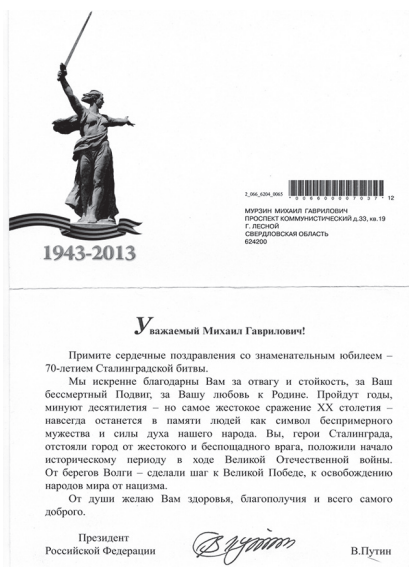 2_066_6204_0065
*0066000007037* 12
МУРЗИН МИХАИЛ ГАВРИЛОВИЧ
ПРОСПЕКТ КОММУНИСТИЧЕСКИЙ д.33, кв.19
Г. ЛЕСНОЙ
СВЕРДЛОВСКАЯ ОБЛАСТЬ
624200
1943-2013
Уважаемый Михаил Гаврилович!
Примите сердечные поздравления со знаменательным юбилеем –
70-летием Сталинградской битвы.
Мы искренне благодарны Вам за отвагу и стойкость, за Ваш
бессмертный Подвиг, за Вашу любовь к Родине. Пройдут годы,
минуют десятилетия – но самое жестокое сражение XX столетия –
навсегда останется в памяти людей как символ беспримерного
мужества и силы духа нашего народа. Вы, герои Сталинграда,
отстояли город от жестокого и беспощадного врага, положили начало
историческому периоду в ходе Великой Отечественной войны.
От берегов Волги – сделали шаг к Великой Победе, к освобождению
народов мира от нацизма.
От души желаю Вам здоровья, благополучия и всего самого
доброго.
Президент
Российской Федерации
В.Путин